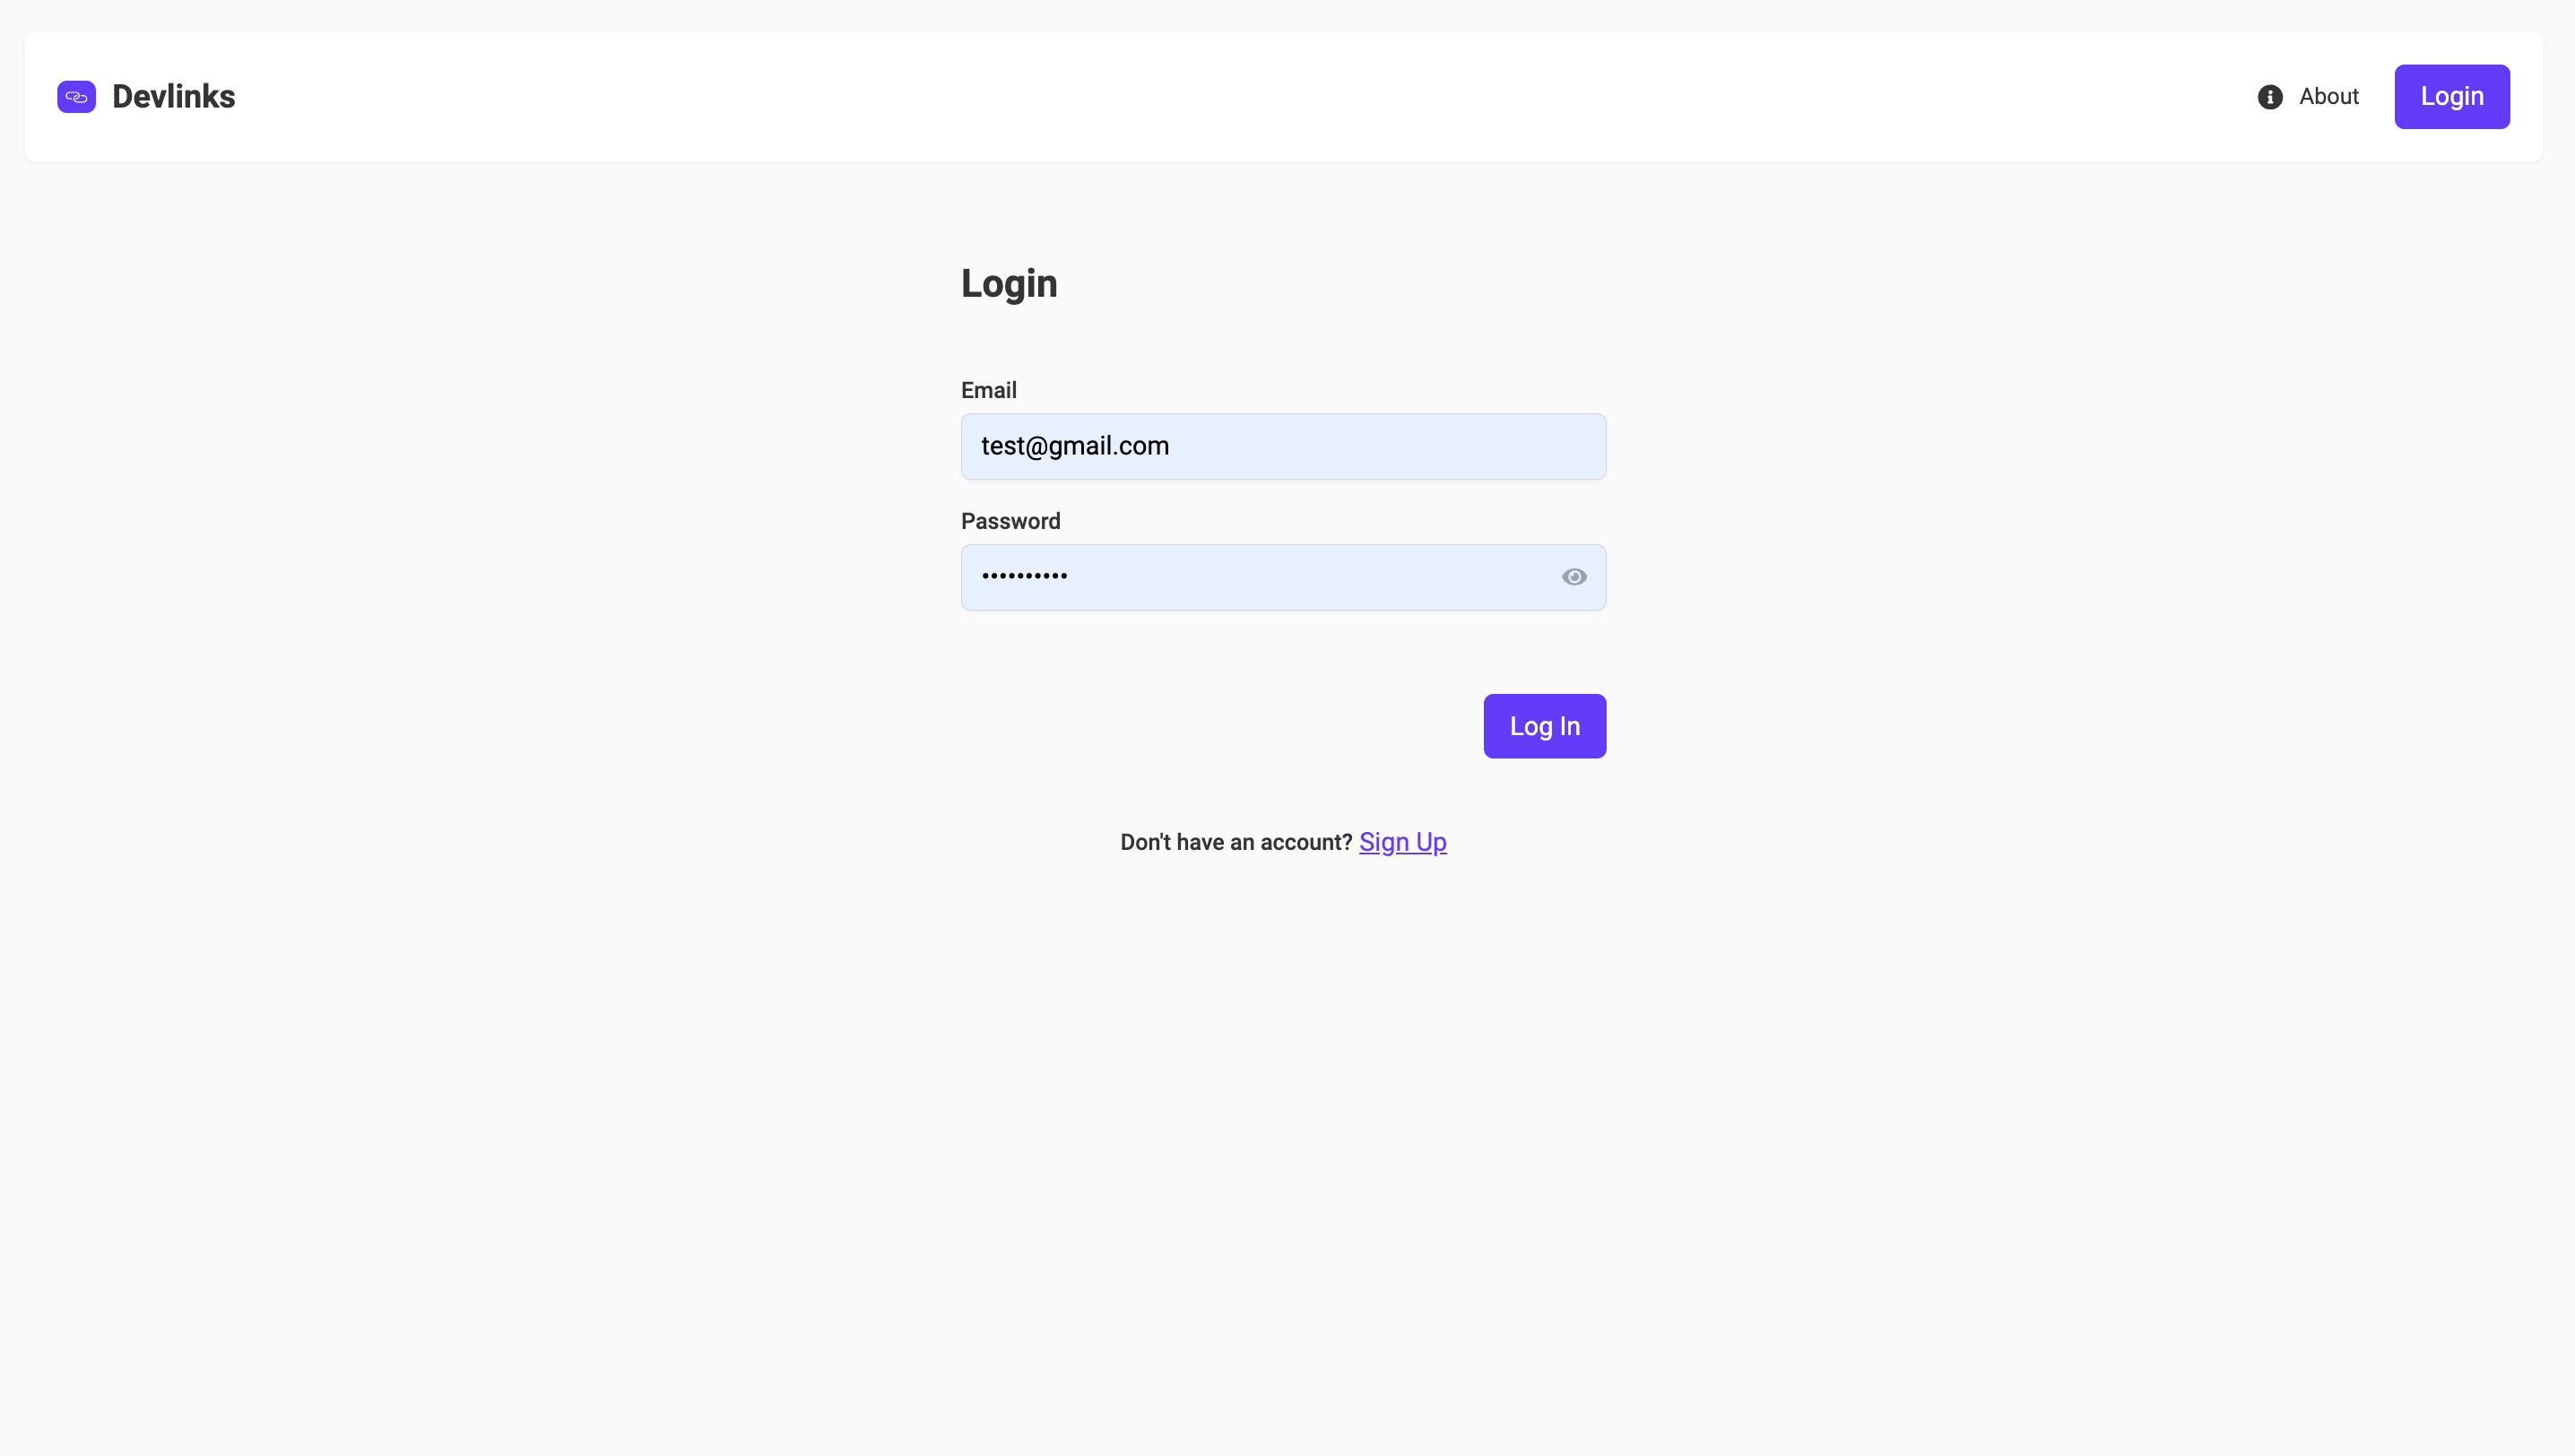 Devlinks
About
Login
Login
Email
test@gmail.com
Password
••••••••••
Log In
Don't have an account? Sign Up